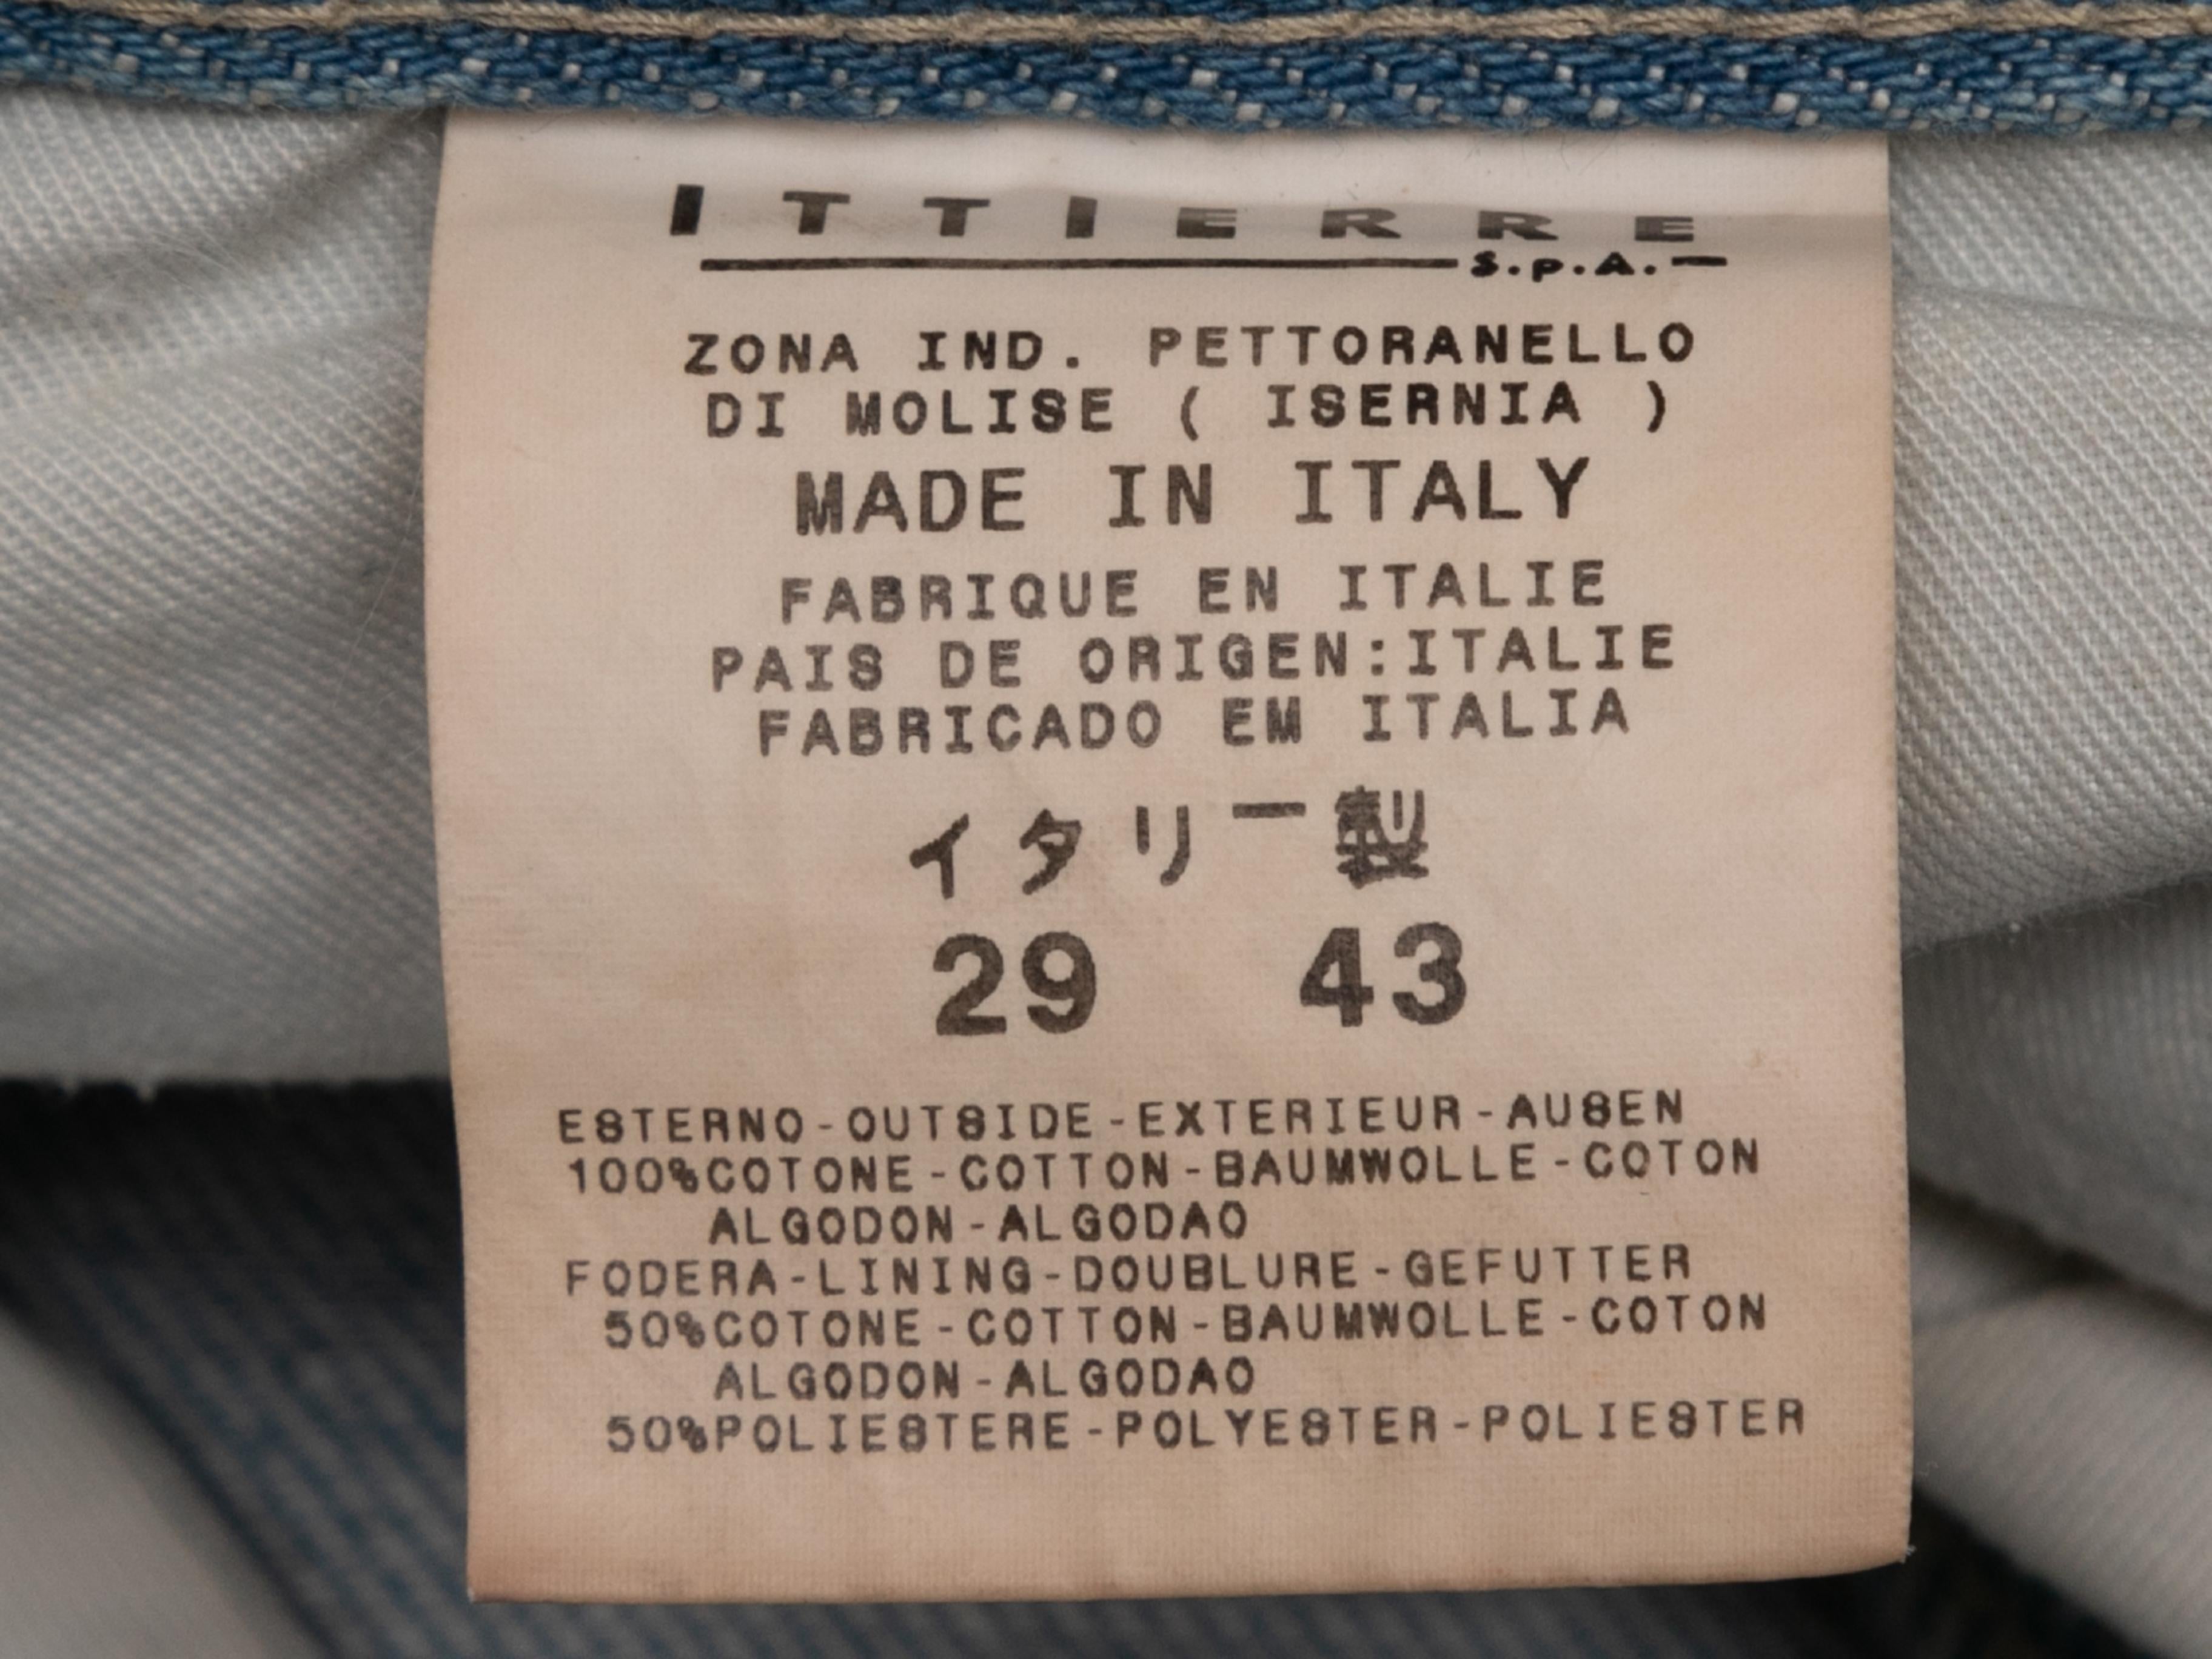 ITTIERRE
S.p.A.
ZONA IND. PETTORANELLO
DI MOLISE ( ISERNIA )
MADE IN ITALY
FABRIQUE EN ITALIE
PAIS DE ORIGEN:ITALIE
FABRICADO EM ITALIA
イタリー製
29 43
ESTERNO-OUTSIDE-EXTERIEUR-AUSEN
100%COTONE-COTTON-BAUMWOLLE-COTON
ALGODON-ALGODAO
FODERA-LINING-DOUBLURE-GEFUTTER
50%COTONE-COTTON-BAUMWOLLE-COTON
ALGODON-ALGODAO
50%POLIESTERE-POLYESTER-POLIESTER